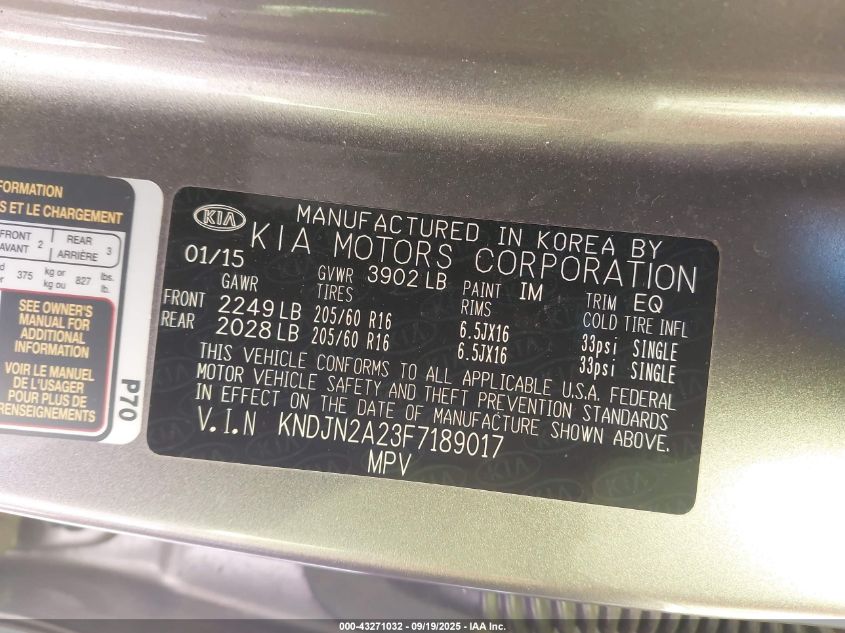 FORMATION
S ET LE CHARGEMENT
FRONT
AVANT 2
REAR
ARRIÈRE 3
375 kg or
kg ou 827 lbs.
lb.
SEE OWNER'S
MANUAL FOR
ADDITIONAL
INFORMATION
VOIR LE MANUEL
DE L'USAGER
POUR PLUS DE
RENSEIGNEMENTS
P70
KIA
MANUFACTURED IN KOREA BY
KIA MOTORS CORPORATION
01/15
GAWR GVWR 3902 LB PAINT IM TRIM EQ
TIRES RIMS COLD TIRE INFL
FRONT 2249 LB 205/60 R16 6.5JX16 33psi SINGLE
REAR 2028 LB 205/60 R16 6.5JX16 33psi SINGLE
THIS VEHICLE CONFORMS TO ALL APPLICABLE U.S.A. FEDERAL
MOTOR VEHICLE SAFETY AND THEFT PREVENTION STANDARDS
IN EFFECT ON THE DATE OF MANUFACTURE SHOWN ABOVE.
V.I.N KNDJN2A23F7189017
MPV
000-43271032 - 09/19/2025 - IAA Inc.